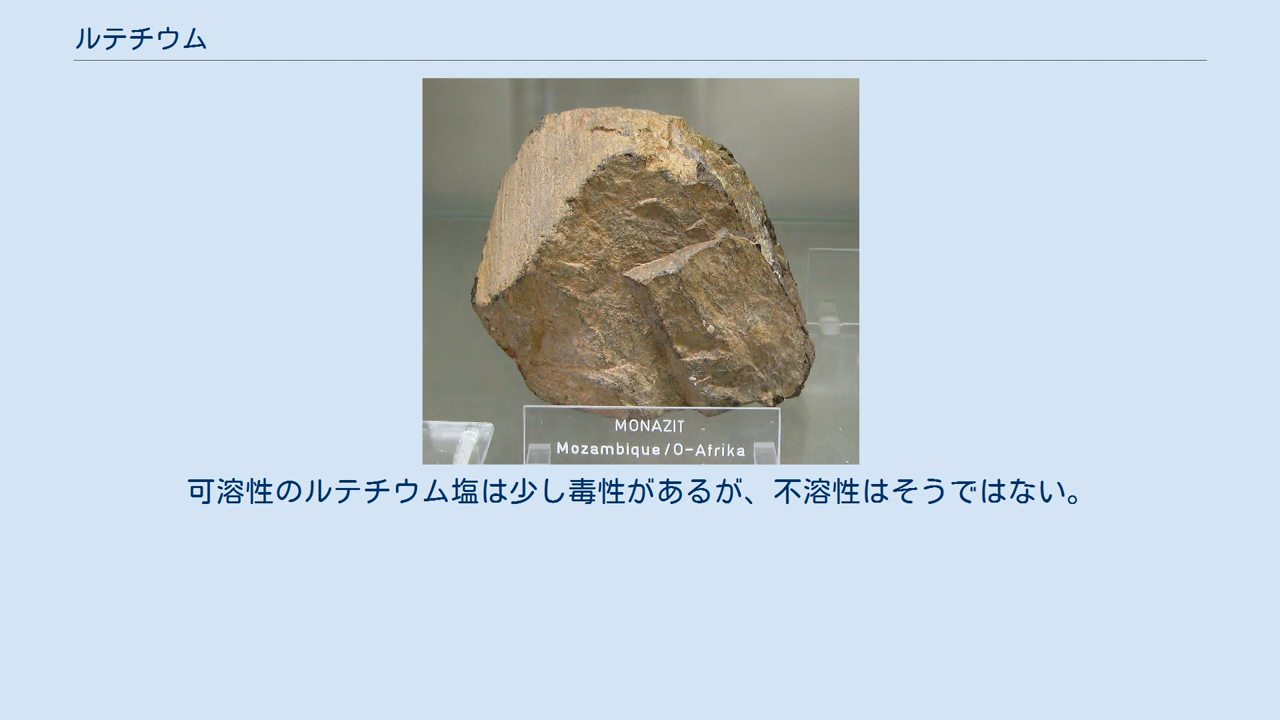 ルテチウム
MONAZIT
Mozambique/O-Afrika
可溶性のルテチウム塩は少し毒性があるが、不溶性はそうではない。